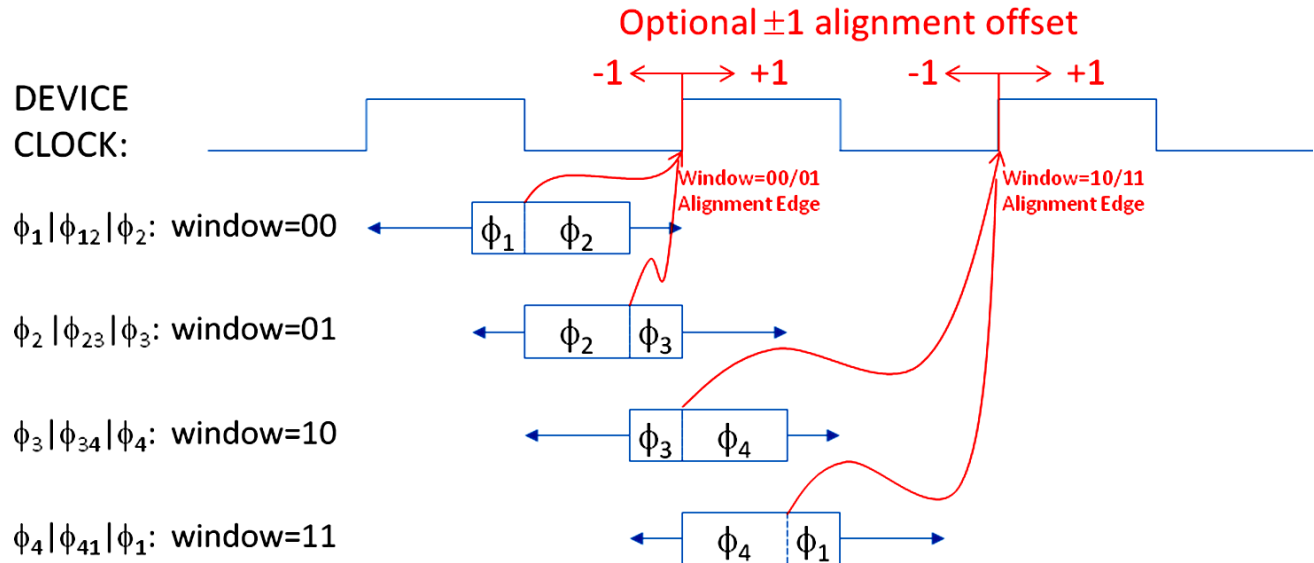 Optional ±1 alignment offset
-1 +1 -1 +1
DEVICE
CLOCK:
Window=00/01
Alignment Edge
Window=10/11
Alignment Edge
ϕ₁|ϕ₁₂|ϕ₂: window=00
ϕ₁ ϕ₂
ϕ₂|ϕ₂₃|ϕ₃: window=01
ϕ₂ ϕ₃
ϕ₃|ϕ₃₄|ϕ₄: window=10
ϕ₃ ϕ₄
ϕ₄|ϕ₄₁|ϕ₁: window=11
ϕ₄ ϕ₁